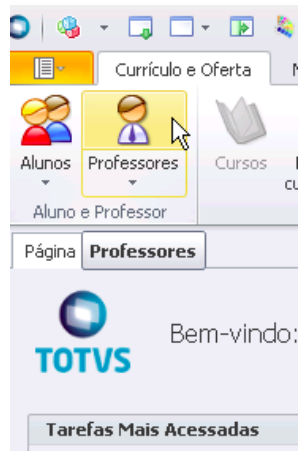 Currículo e Oferta
Alunos Professores Cursos
Aluno e Professor
Página Professores
TOTVS
Bem-vindo:
Tarefas Mais Acessadas